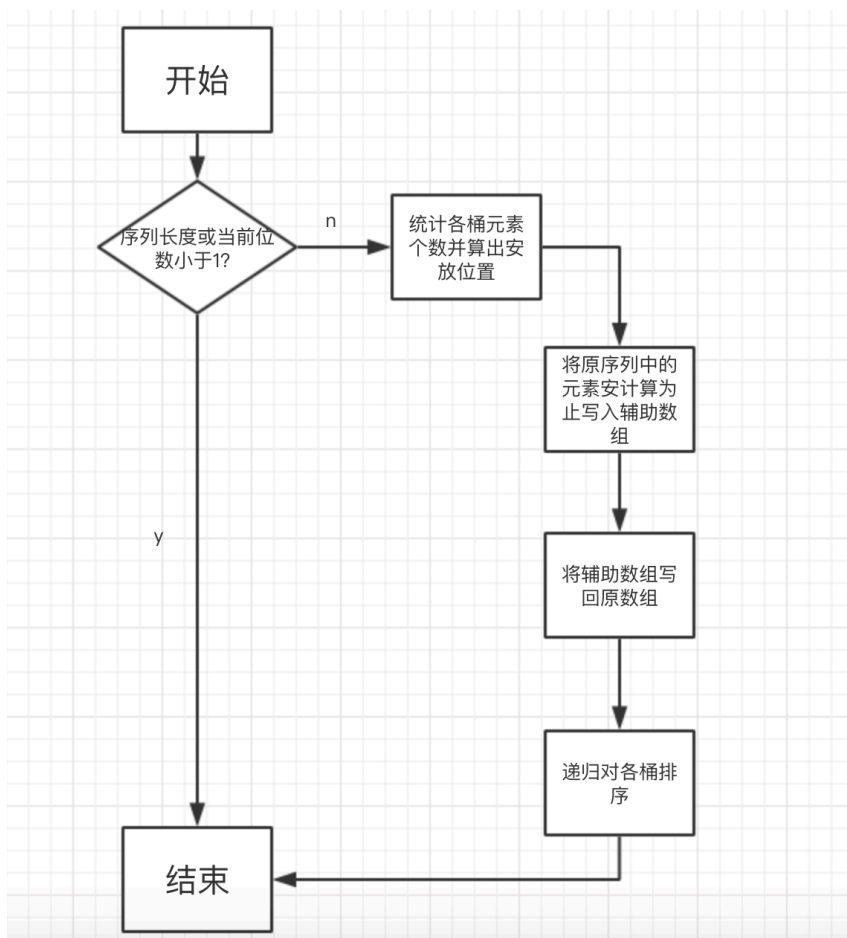 开始
序列长度或当前位
数小于1?
n
统计各桶元素
个数并算出安
放位置
将原序列中的
元素安计算为
止写入辅助数
组
y
将辅助数组写
回原数组
递归对各桶排
序
结束